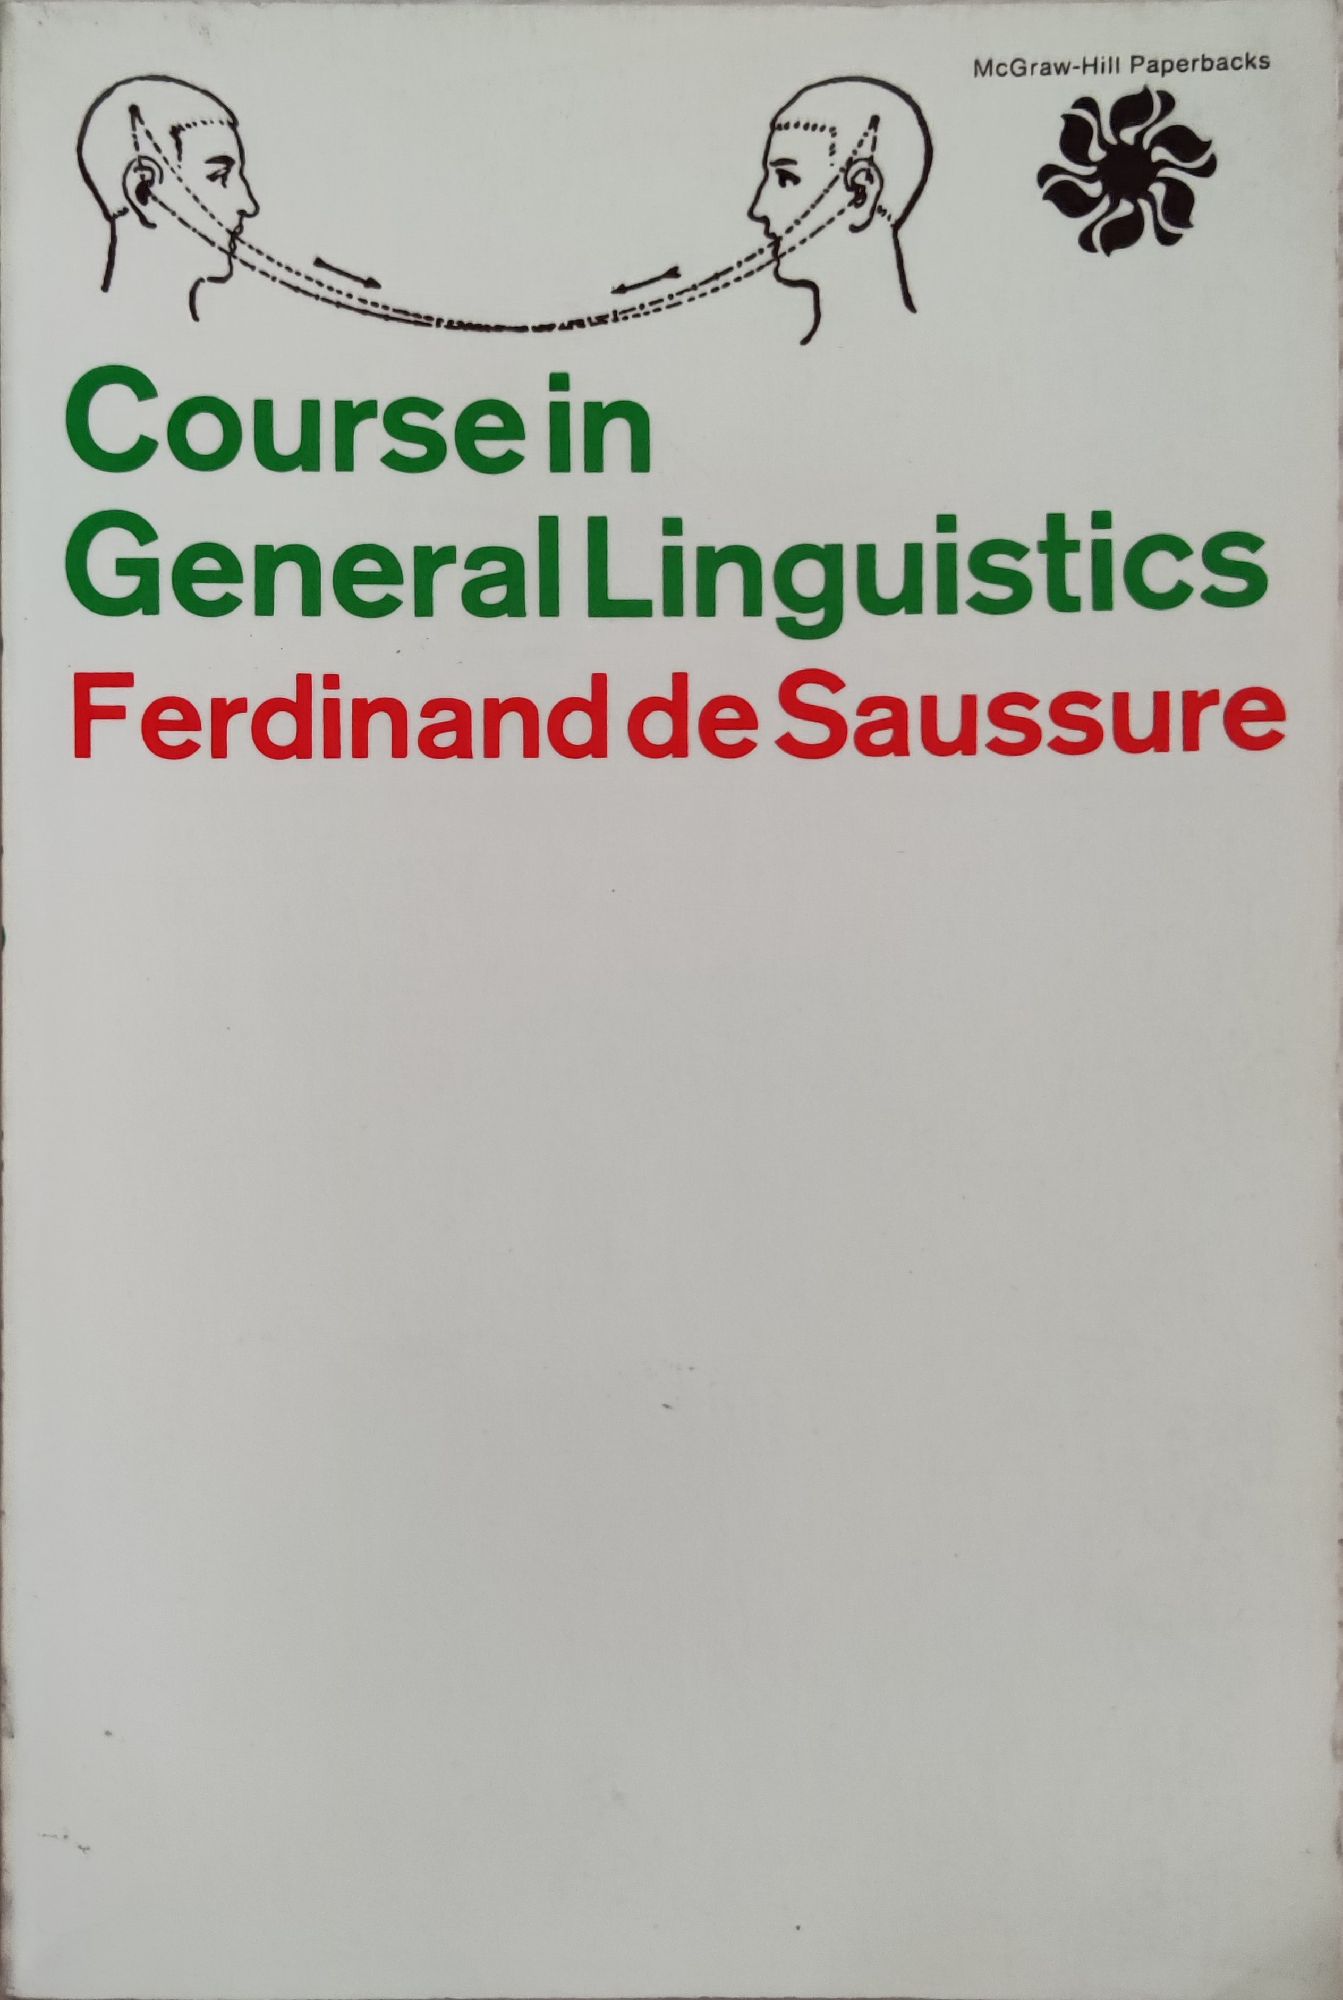 McGraw-Hill Paperbacks
Course in
General Linguistics
Ferdinand de Saussure